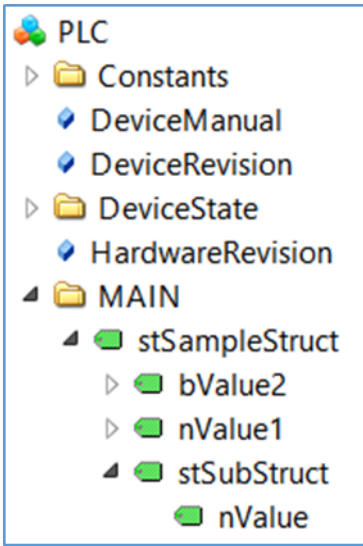 PLC
Constants
DeviceManual
DeviceRevision
DeviceState
HardwareRevision
MAIN
stSampleStruct
bValue2
nValue1
stSubStruct
nValue